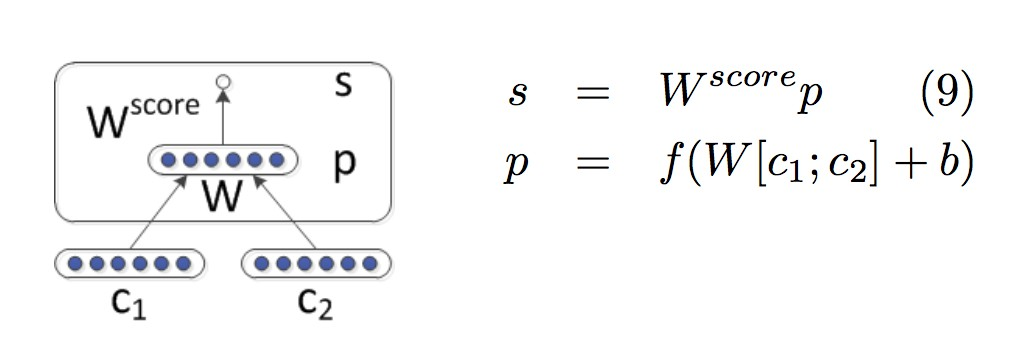 s
W^score
p
W
c₁ c₂
s = W^{score}p (9)
p = f(W[c₁; c₂] + b)